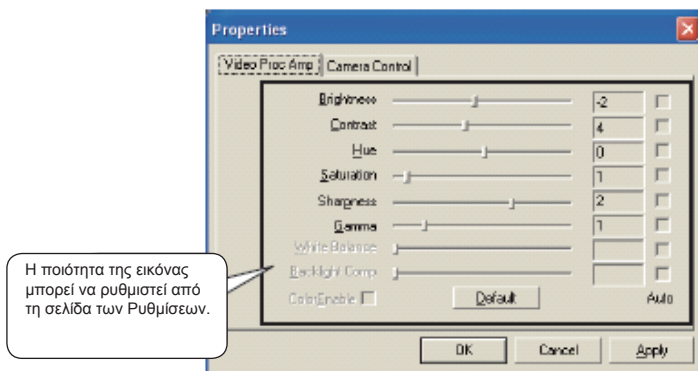 Properties
Video Proc Amp Camera Control
Brightness -2
Contrast 4
Hue 0
Saturation 1
Sharpness 2
Gamma 1
White Balance
Backlight Comp
ColorEnable Default Auto
OK Cancel Apply
Η ποιότητα της εικόνας
μπορεί να ρυθμιστεί από
τη σελίδα των Ρυθμίσεων.